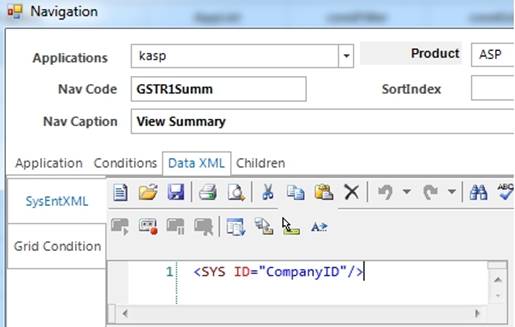 Navigation
Applications kasp Product ASP
Nav Code GSTR1Summ SortIndex
Nav Caption View Summary
Application Conditions Data XML Children
SysEntXML
ABC
Grid Condition
1 <SYS ID="CompanyID"/>